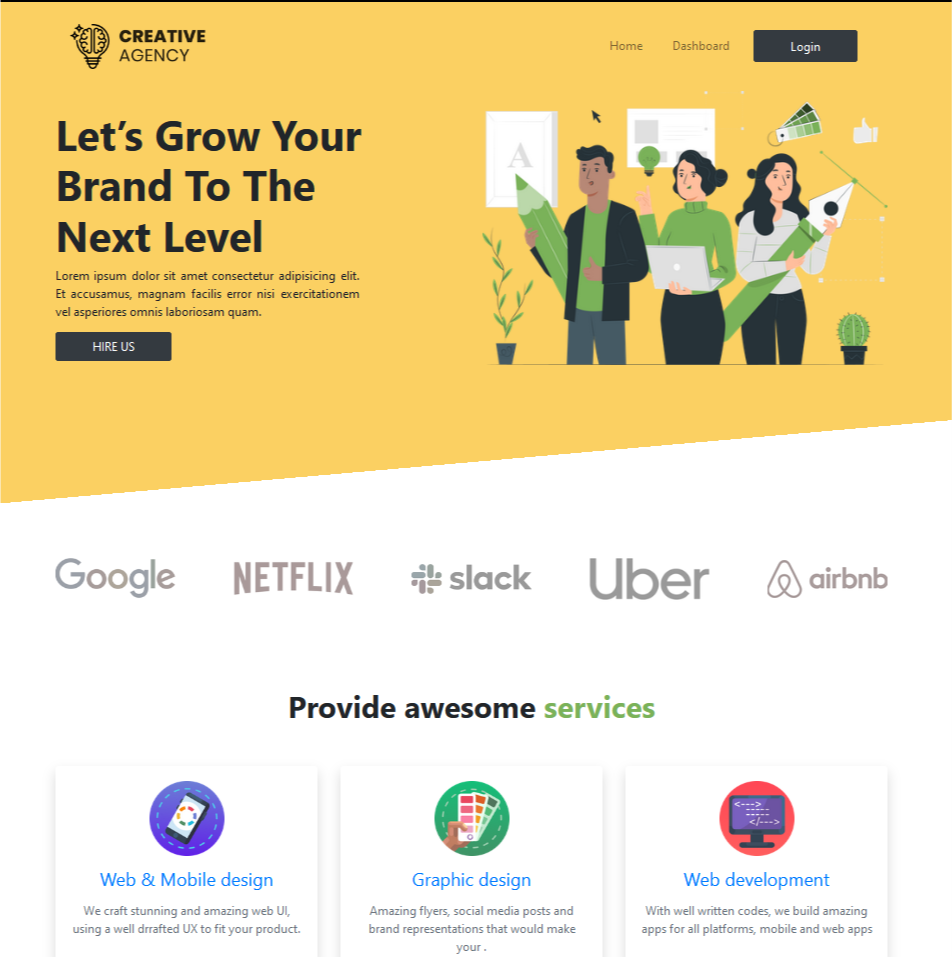 CREATIVE
AGENCY
Home Dashboard Login
Let's Grow Your
Brand To The
Next Level
Lorem ipsum dolor sit amet consectetur adipisicing elit.
Et accusamus, magnam facilis error nisi exercitationem
vel asperiores omnis laboriosam quam.
HIRE US
A
Google NETFLIX slack Uber airbnb
Provide awesome services
<---> 
</--->
Web & Mobile design
We craft stunning and amazing web UI,
using a well drrafted UX to fit your product.
Graphic design
Amazing flyers, social media posts and
brand representations that would make
your .
Web development
With well written codes, we build amazing
apps for all platforms, mobile and web apps